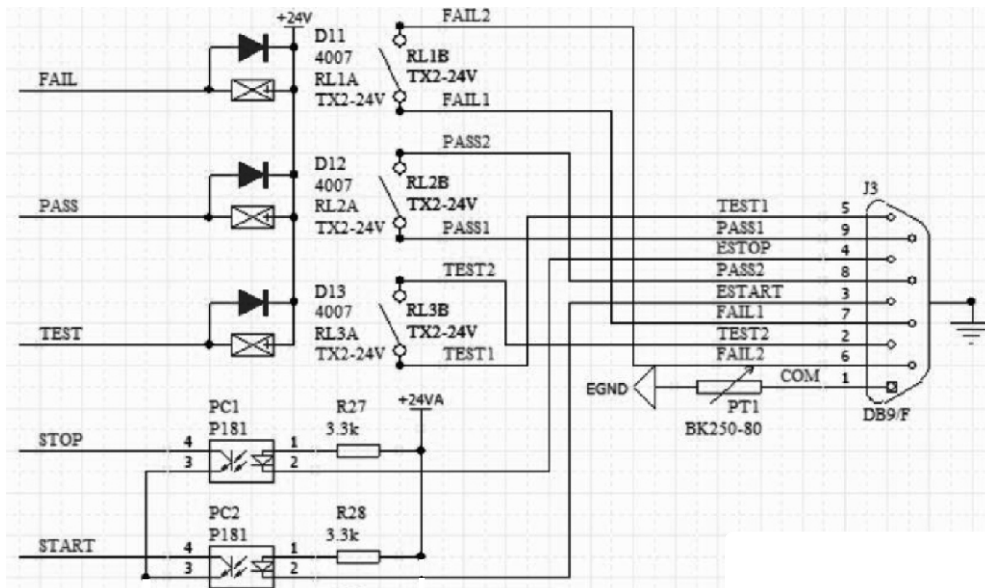 +24V
FAIL2
D11
4007
RL1B
TX2-24V
FAIL
RL1A
TX2-24V
FAIL1
PASS2
D12
4007
RL2B
TX2-24V
PASS
RL2A
TX2-24V
PASS1
J3
TEST1 5
PASS1 9
ESTOP 4
PASS2 8
ESTART 3
FAIL1 7
TEST2 2
FAIL2 6
COM 1
TEST2
D13
4007
RL3B
TX2-24V
TEST
RL3A
TX2-24V
TEST1
EGND
PT1
BK250-80
DB9/F
+24VA
PC1
P181
R27
3.3k
STOP
4 1
3 2
PC2
P181
R28
3.3k
START
4 1
3 2